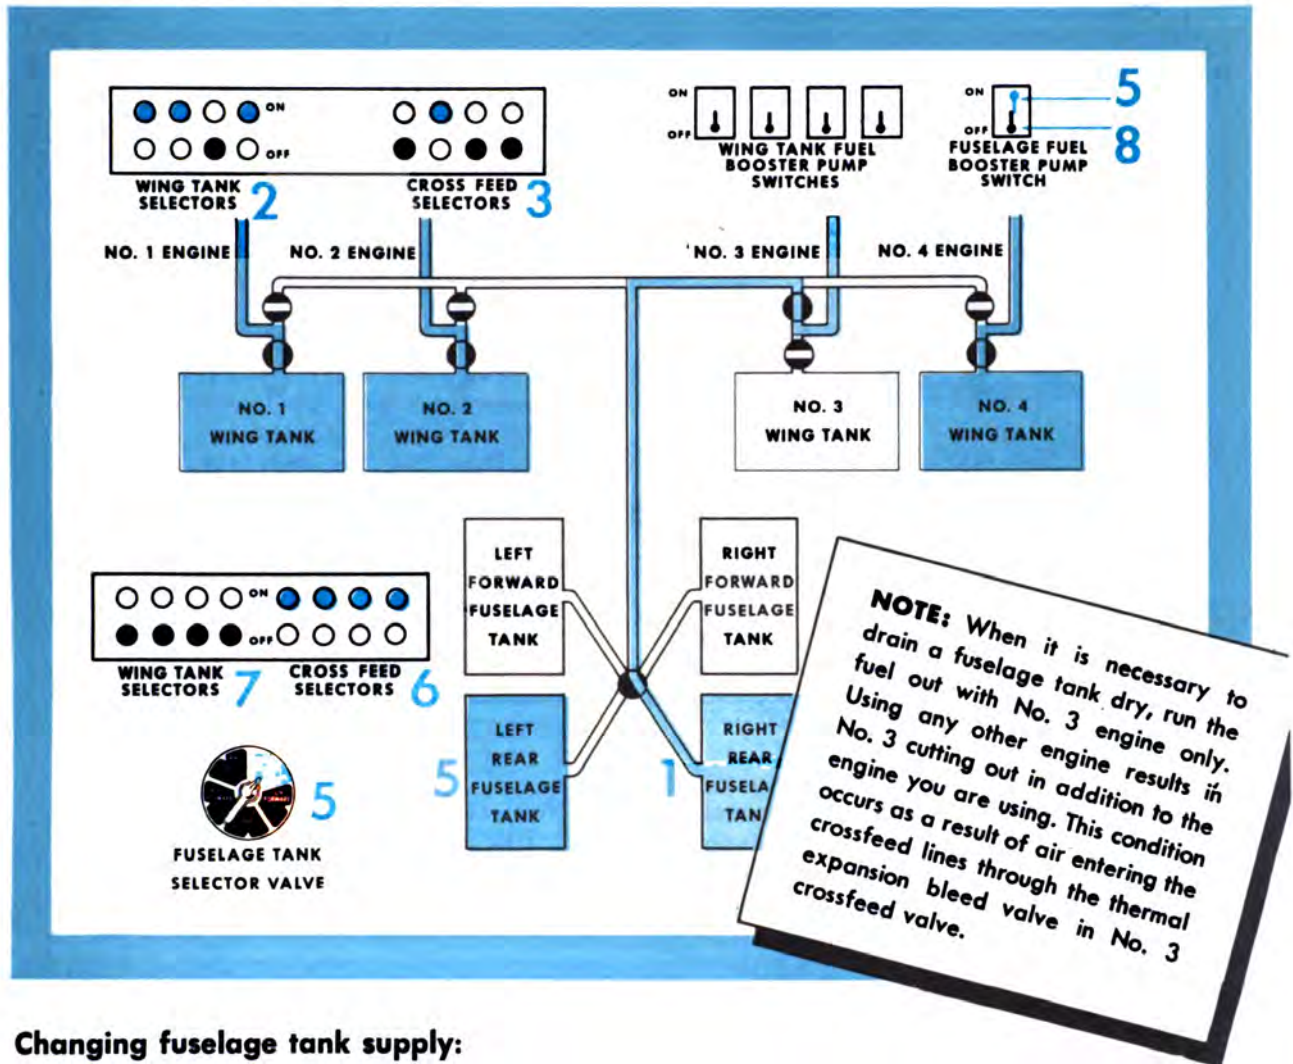 ON
OFF
WING TANK
SELECTORS 2
CROSS FEED
SELECTORS 3
ON
OFF
WING TANK FUEL
BOOSTER PUMP
SWITCHES
ON
OFF
5
8
FUSELAGE FUEL
BOOSTER PUMP
SWITCH
NO. 1 ENGINE
NO. 2 ENGINE
NO. 3 ENGINE
NO. 4 ENGINE
NO. 1
WING TANK
NO. 2
WING TANK
NO. 3
WING TANK
NO. 4
WING TANK
LEFT
FORWARD
FUSELAGE
TANK
RIGHT
FORWARD
FUSELAGE
TANK
ON
OFF
WING TANK
SELECTORS 7
CROSS FEED
SELECTORS 6
5
LEFT
REAR
FUSELAGE
TANK
1
RIGHT
REAR
FUSELA
TAN
5
FUSELAGE TANK
SELECTOR VALVE
NOTE: When it is necessary to
drain a fuselage tank dry, run the
fuel out with No. 3 engine only.
Using any other engine results in
No. 3 cutting out in addition to the
engine you are using. This condition
occurs as a result of air entering the
crossfeed lines through the thermal
expansion bleed valve in No. 3
crossfeed valve.
Changing fuselage tank supply: